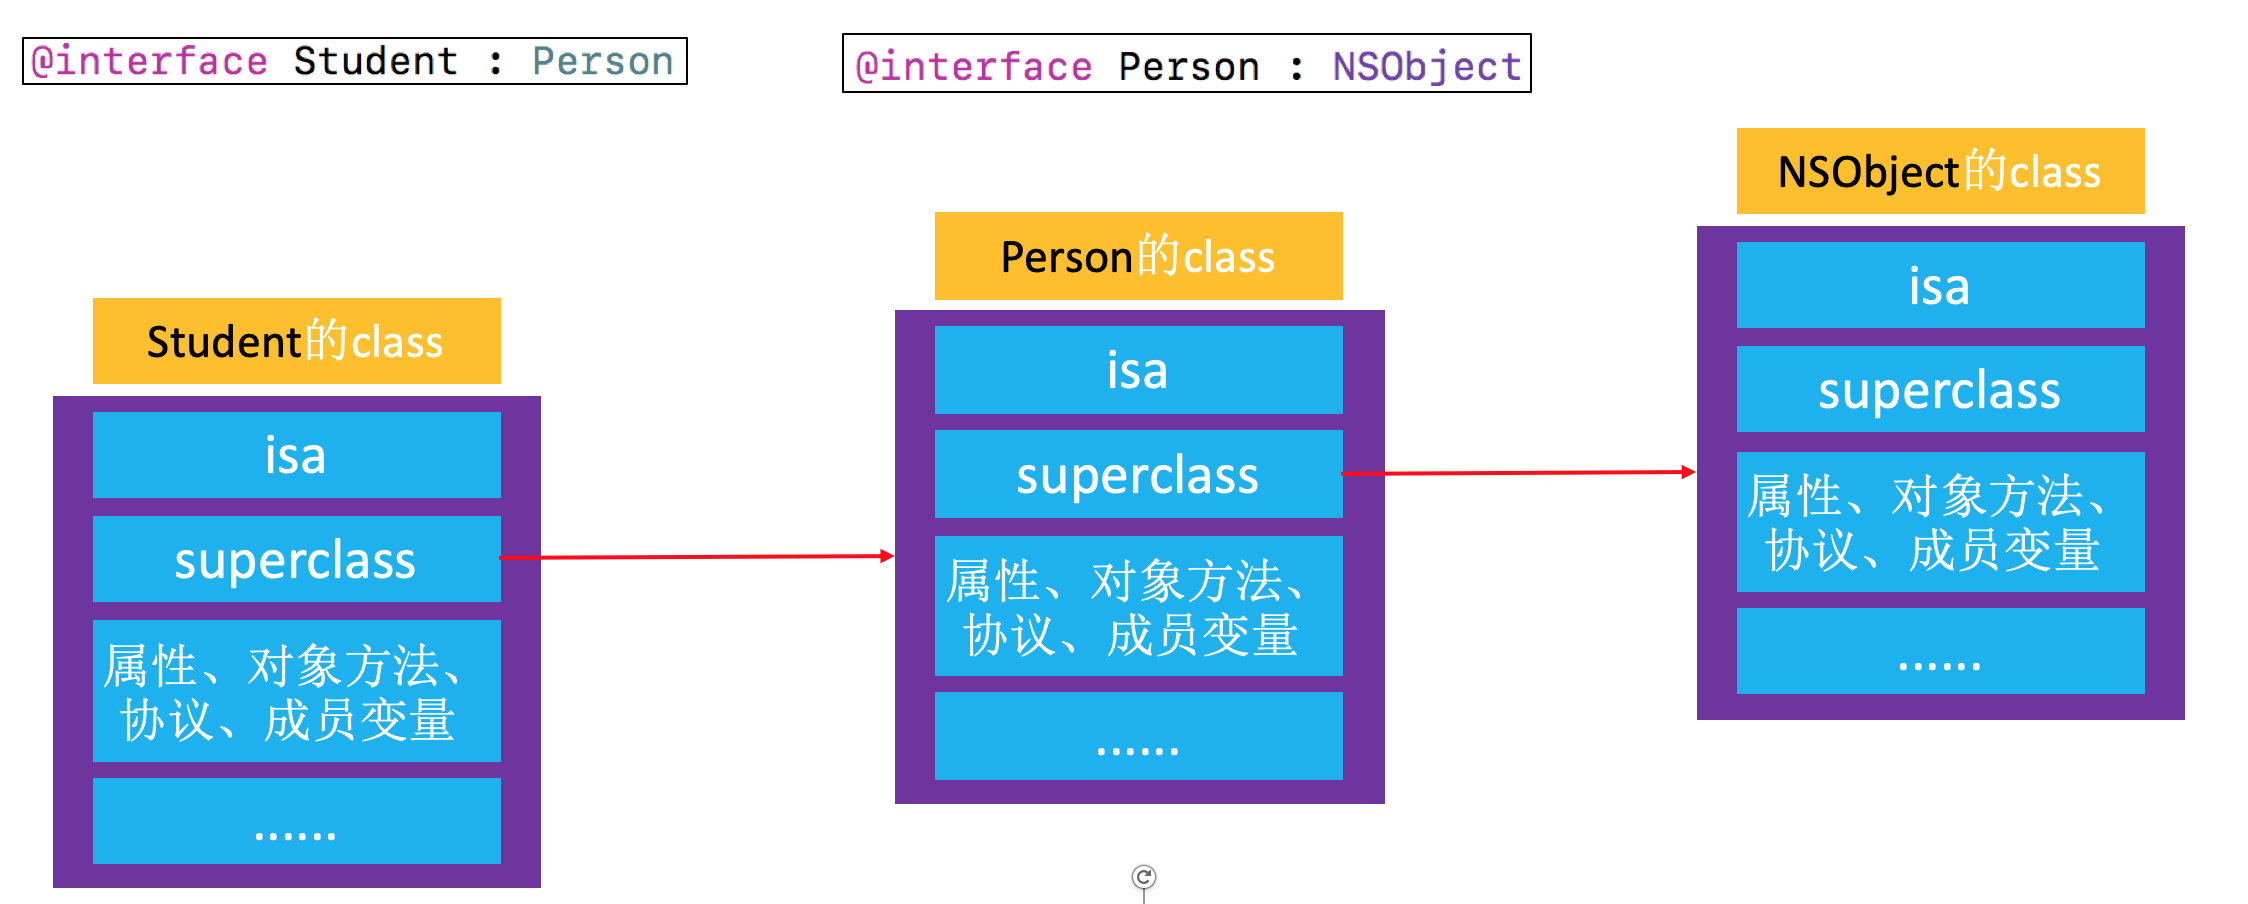 @interface Student : Person
@interface Person : NSObject
Student的class
isa
superclass
属性、对象方法、
协议、成员变量
......
Person的class
isa
superclass
属性、对象方法、
协议、成员变量
......
NSObject的class
isa
superclass
属性、对象方法、
协议、成员变量
......